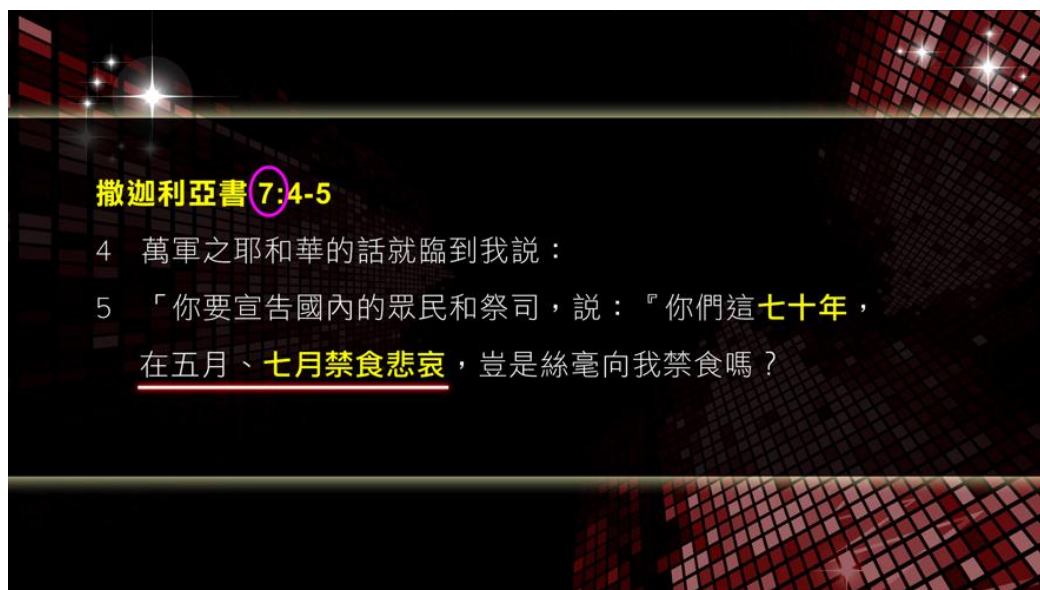 撒迦利亞書 7:4-5
4 萬軍之耶和華的話就臨到我説：
5 「你要宣告國內的眾民和祭司，説：『你們這七十年，
在五月、七月禁食悲哀，豈是絲毫向我禁食嗎？